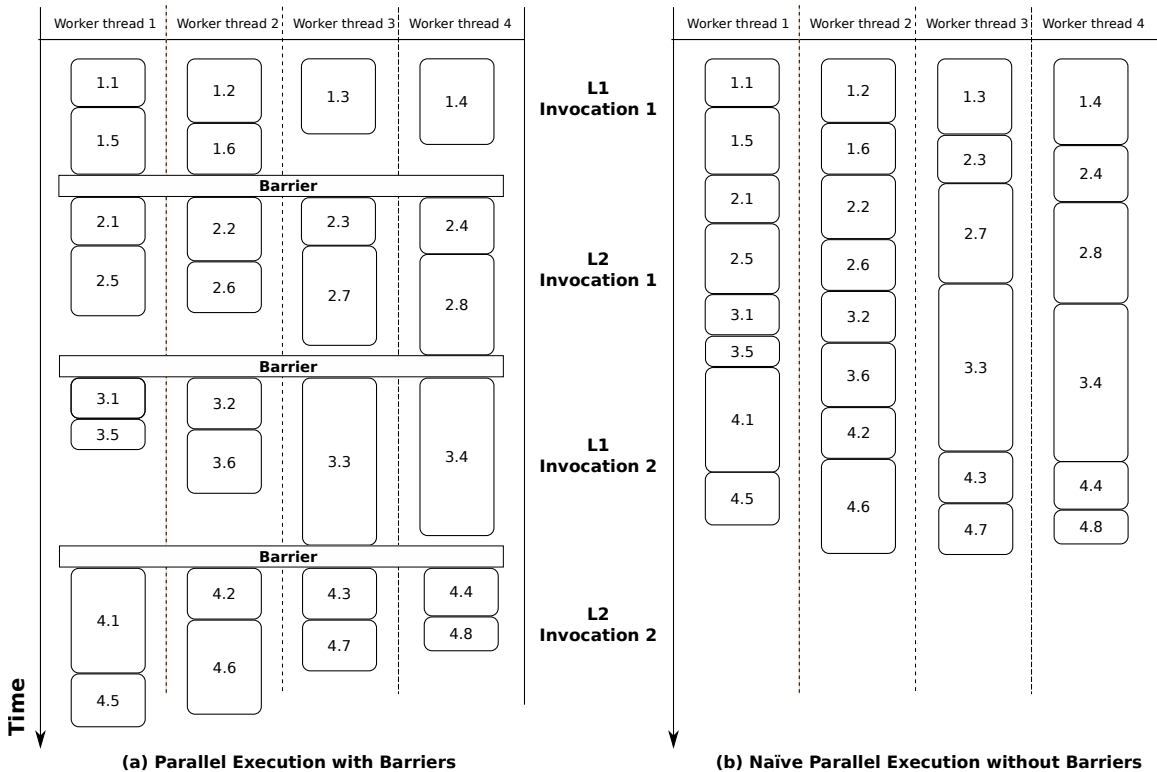 Worker thread 1 Worker thread 2 Worker thread 3 Worker thread 4
1.1 1.2 1.3 1.4
1.5 1.6
Barrier
2.1 2.2 2.3 2.4
2.5 2.6 2.7 2.8
Barrier
3.1 3.2 3.3 3.4
3.5 3.6
Barrier
4.1 4.2 4.3 4.4
4.5 4.6 4.7 4.8
Time
(a) Parallel Execution with Barriers
L1
Invocation 1
L2
Invocation 1
L1
Invocation 2
L2
Invocation 2
Worker thread 1 Worker thread 2 Worker thread 3 Worker thread 4
1.1 1.2 1.3 1.4
1.5 1.6 2.3 2.4
2.1 2.2 2.7 2.8
2.5 2.6 3.3 3.4
3.1 3.2 4.3 4.4
3.5 3.6 4.7 4.8
4.1 4.2
4.5 4.6
(b) Naïve Parallel Execution without Barriers